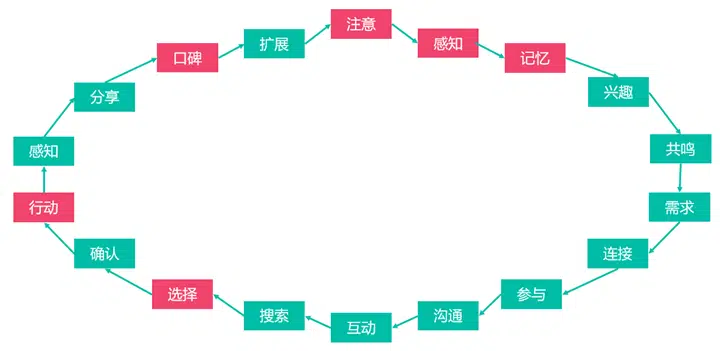 注意
感知
记忆
兴趣
共鸣
需求
连接
参与
沟通
互动
搜索
选择
确认
行动
感知
分享
口碑
扩展